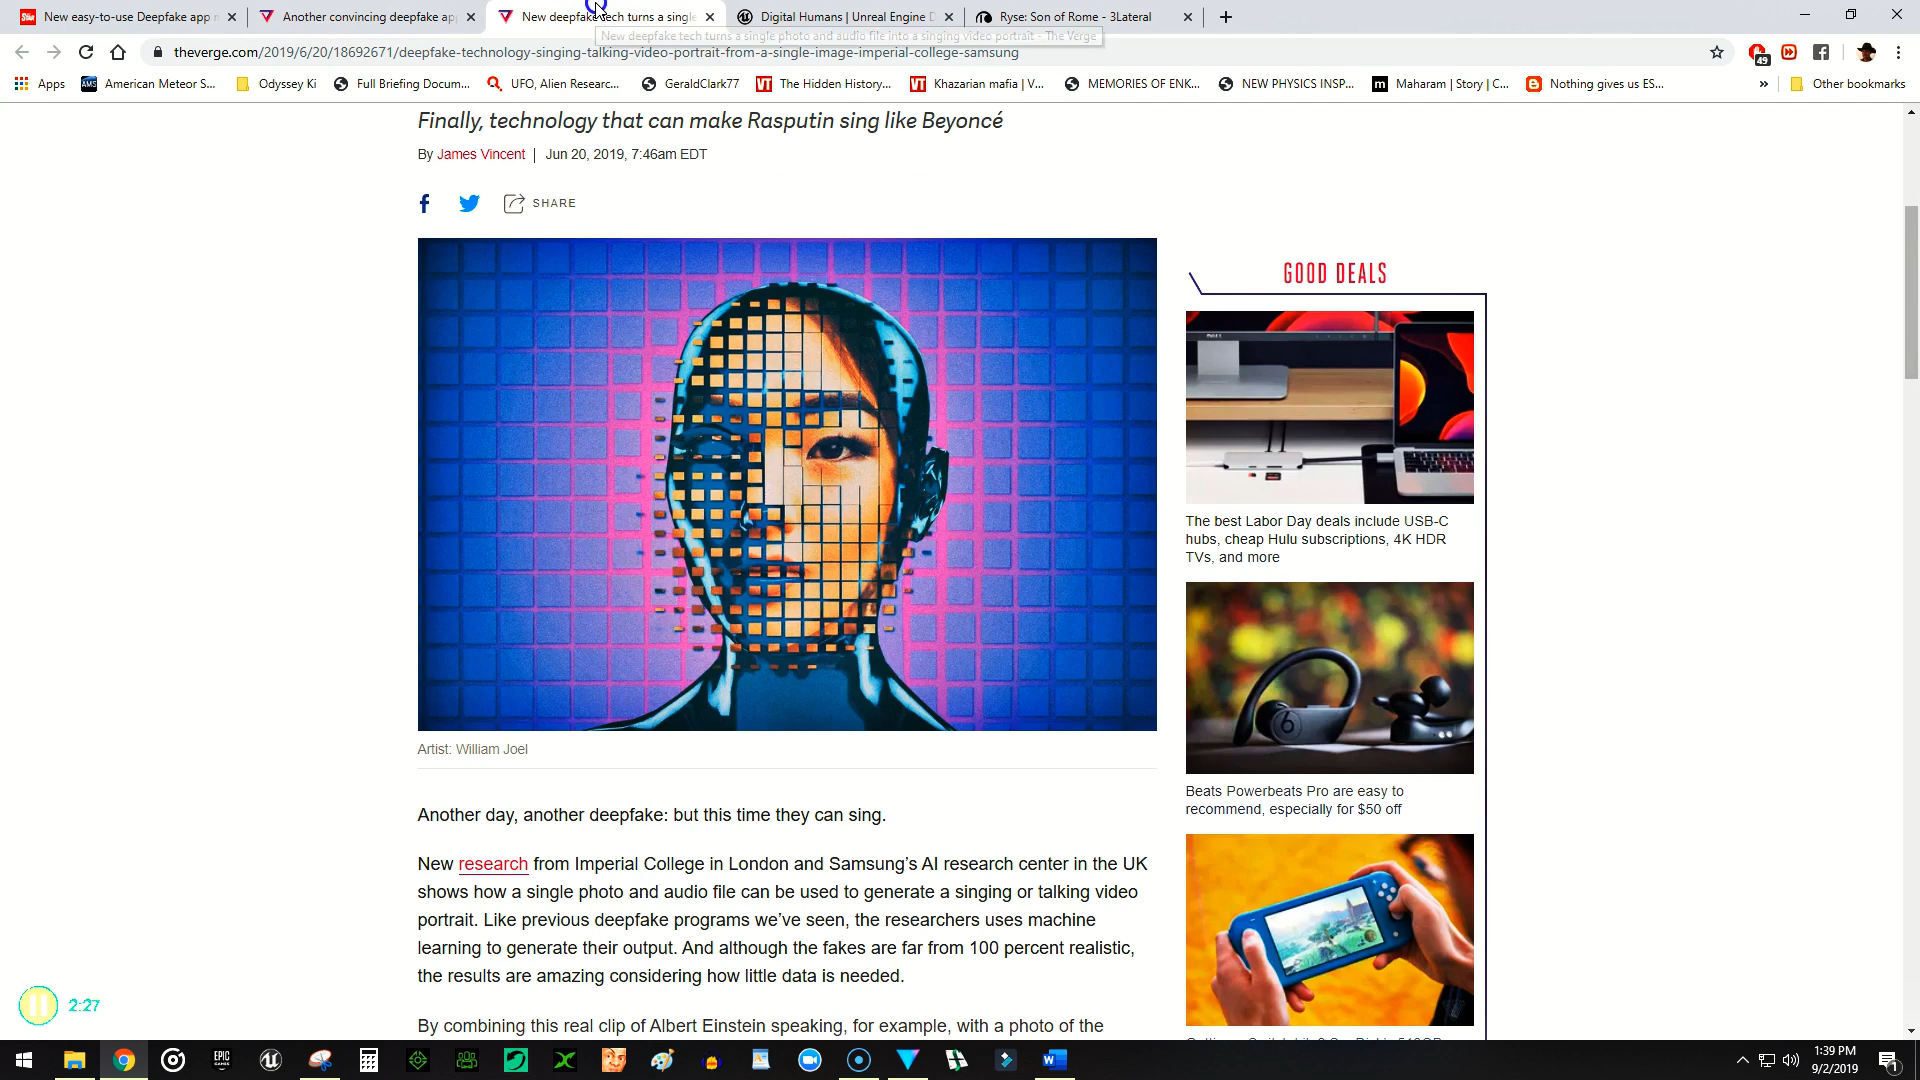 New easy-to-use Deepfake app
Another convincing deepfake app
New deepfake tech turns a single
Digital Humans | Unreal Engine
Ryse: Son of Rome - 3Lateral
New deepfake tech turns a single photo and audio file into a singing video portrait - The Verge
theverge.com/2019/6/20/18692671/deepfake-technology-singing-talking-video-portrait-from-a-single-image-imperial-college-samsung
49
Apps
AMS
American Meteor S...
Odyssey Ki
Full Briefing Docum...
UFO, Alien Researc...
GeraldClark77
VT
The Hidden History...
VT
Khazarian mafia | V...
MEMORIES OF ENK...
NEW PHYSICS INSP...
m
Maharam | Story | C...
Nothing gives us ES...
»
Other bookmarks
Finally, technology that can make Rasputin sing like Beyoncé
By James Vincent | Jun 20, 2019, 7:46am EDT
SHARE
GOOD DEALS
The best Labor Day deals include USB-C
hubs, cheap Hulu subscriptions, 4K HDR
TVs, and more
Beats Powerbeats Pro are easy to
recommend, especially for $50 off
Artist: William Joel
Another day, another deepfake: but this time they can sing.
New research from Imperial College in London and Samsung's AI research center in the UK
shows how a single photo and audio file can be used to generate a singing or talking video
portrait. Like previous deepfake programs we've seen, the researchers uses machine
learning to generate their output. And although the fakes are far from 100 percent realistic,
the results are amazing considering how little data is needed.
By combining this real clip of Albert Einstein speaking, for example, with a photo of the
2:27
EPIC
GAMES
1:39 PM
9/2/2019
1